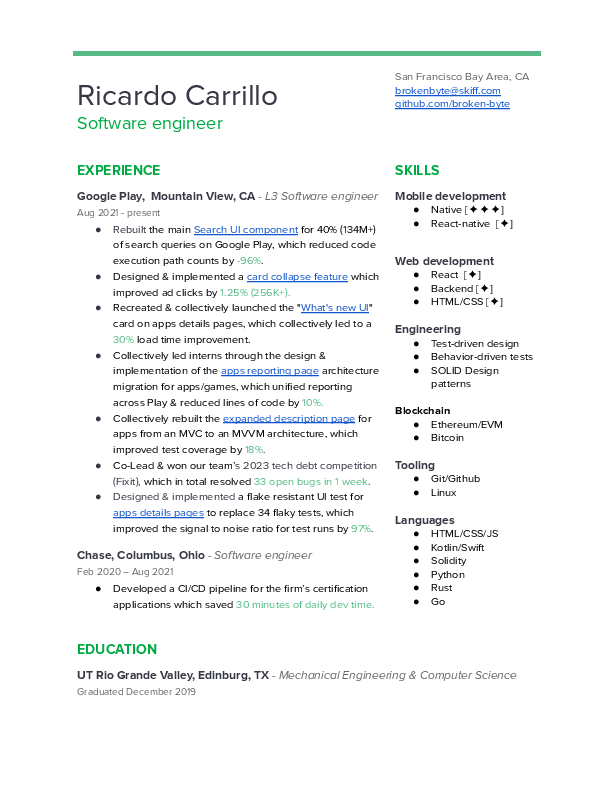 Ricardo Carrillo
Software engineer
San Francisco Bay Area, CA
brokenbyte@skiff.com
github.com/broken-byte
EXPERIENCE
Google Play,  Mountain View, CA - L3 Software engineer
Aug 2021 - present
● Rebuilt the main Search UI component for 40% (134M+)
of search queries on Google Play, which reduced code
execution path counts by -96%.
● Designed & implemented a card collapse feature which
improved ad clicks by 1.25% (256K+).
● Recreated & collectively launched the "What's new UI"
card on apps details pages, which collectively led to a
30% load time improvement.
● Collectively led interns through the design &
implementation of the apps reporting page architecture
migration for apps/games, which unified reporting
across Play & reduced lines of code by 10%.
● Collectively rebuilt the expanded description page for
apps from an MVC to an MVVM architecture, which
improved test coverage by 18%.
● Co-Lead & won our team's 2023 tech debt competition
(Fixit), which in total resolved 33 open bugs in 1 week.
● Designed & implemented a flake resistant UI test for
apps details pages to replace 34 flaky tests, which
improved the signal to noise ratio for test runs by 97%.
Chase, Columbus, Ohio - Software engineer
Feb 2020 – Aug 2021
● Developed a CI/CD pipeline for the firm's certification
applications which saved 30 minutes of daily dev time.
EDUCATION
UT Rio Grande Valley, Edinburg, TX - Mechanical Engineering & Computer Science
Graduated December 2019
SKILLS
Mobile development
● Native [✦ ✦ ✦]
● React-native  [✦]
Web development
● React  [✦]
● Backend [✦]
● HTML/CSS [✦]
Engineering
● Test-driven design
● Behavior-driven tests
● SOLID Design
patterns
Blockchain
● Ethereum/EVM
● Bitcoin
Tooling
● Git/Github
● Linux
Languages
● HTML/CSS/JS
● Kotlin/Swift
● Solidity
● Python
● Rust
● Go